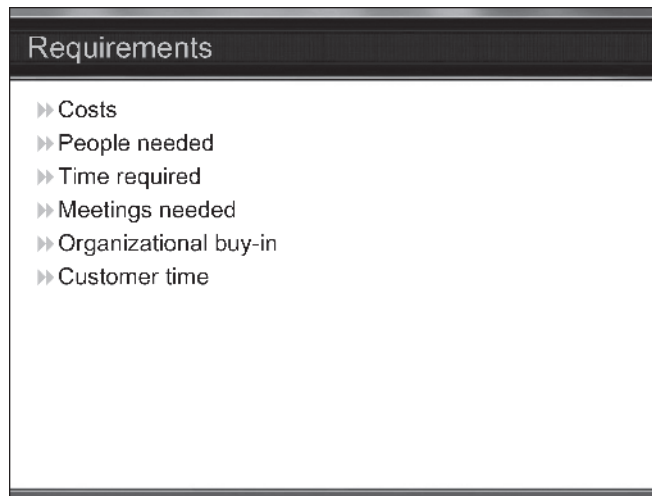 Requirements
Costs
People needed
Time required
Meetings needed
Organizational buy-in
Customer time